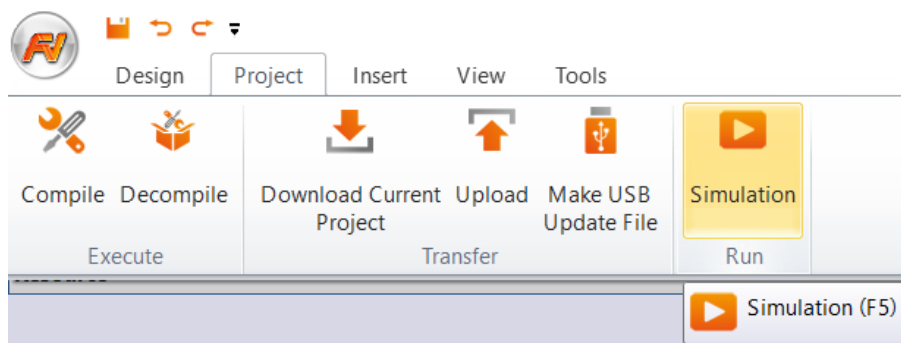 FV
Design Project Insert View Tools
Compile Decompile Download Current Project Upload Make USB Update File Simulation
Execute Transfer Run
Simulation (F5)